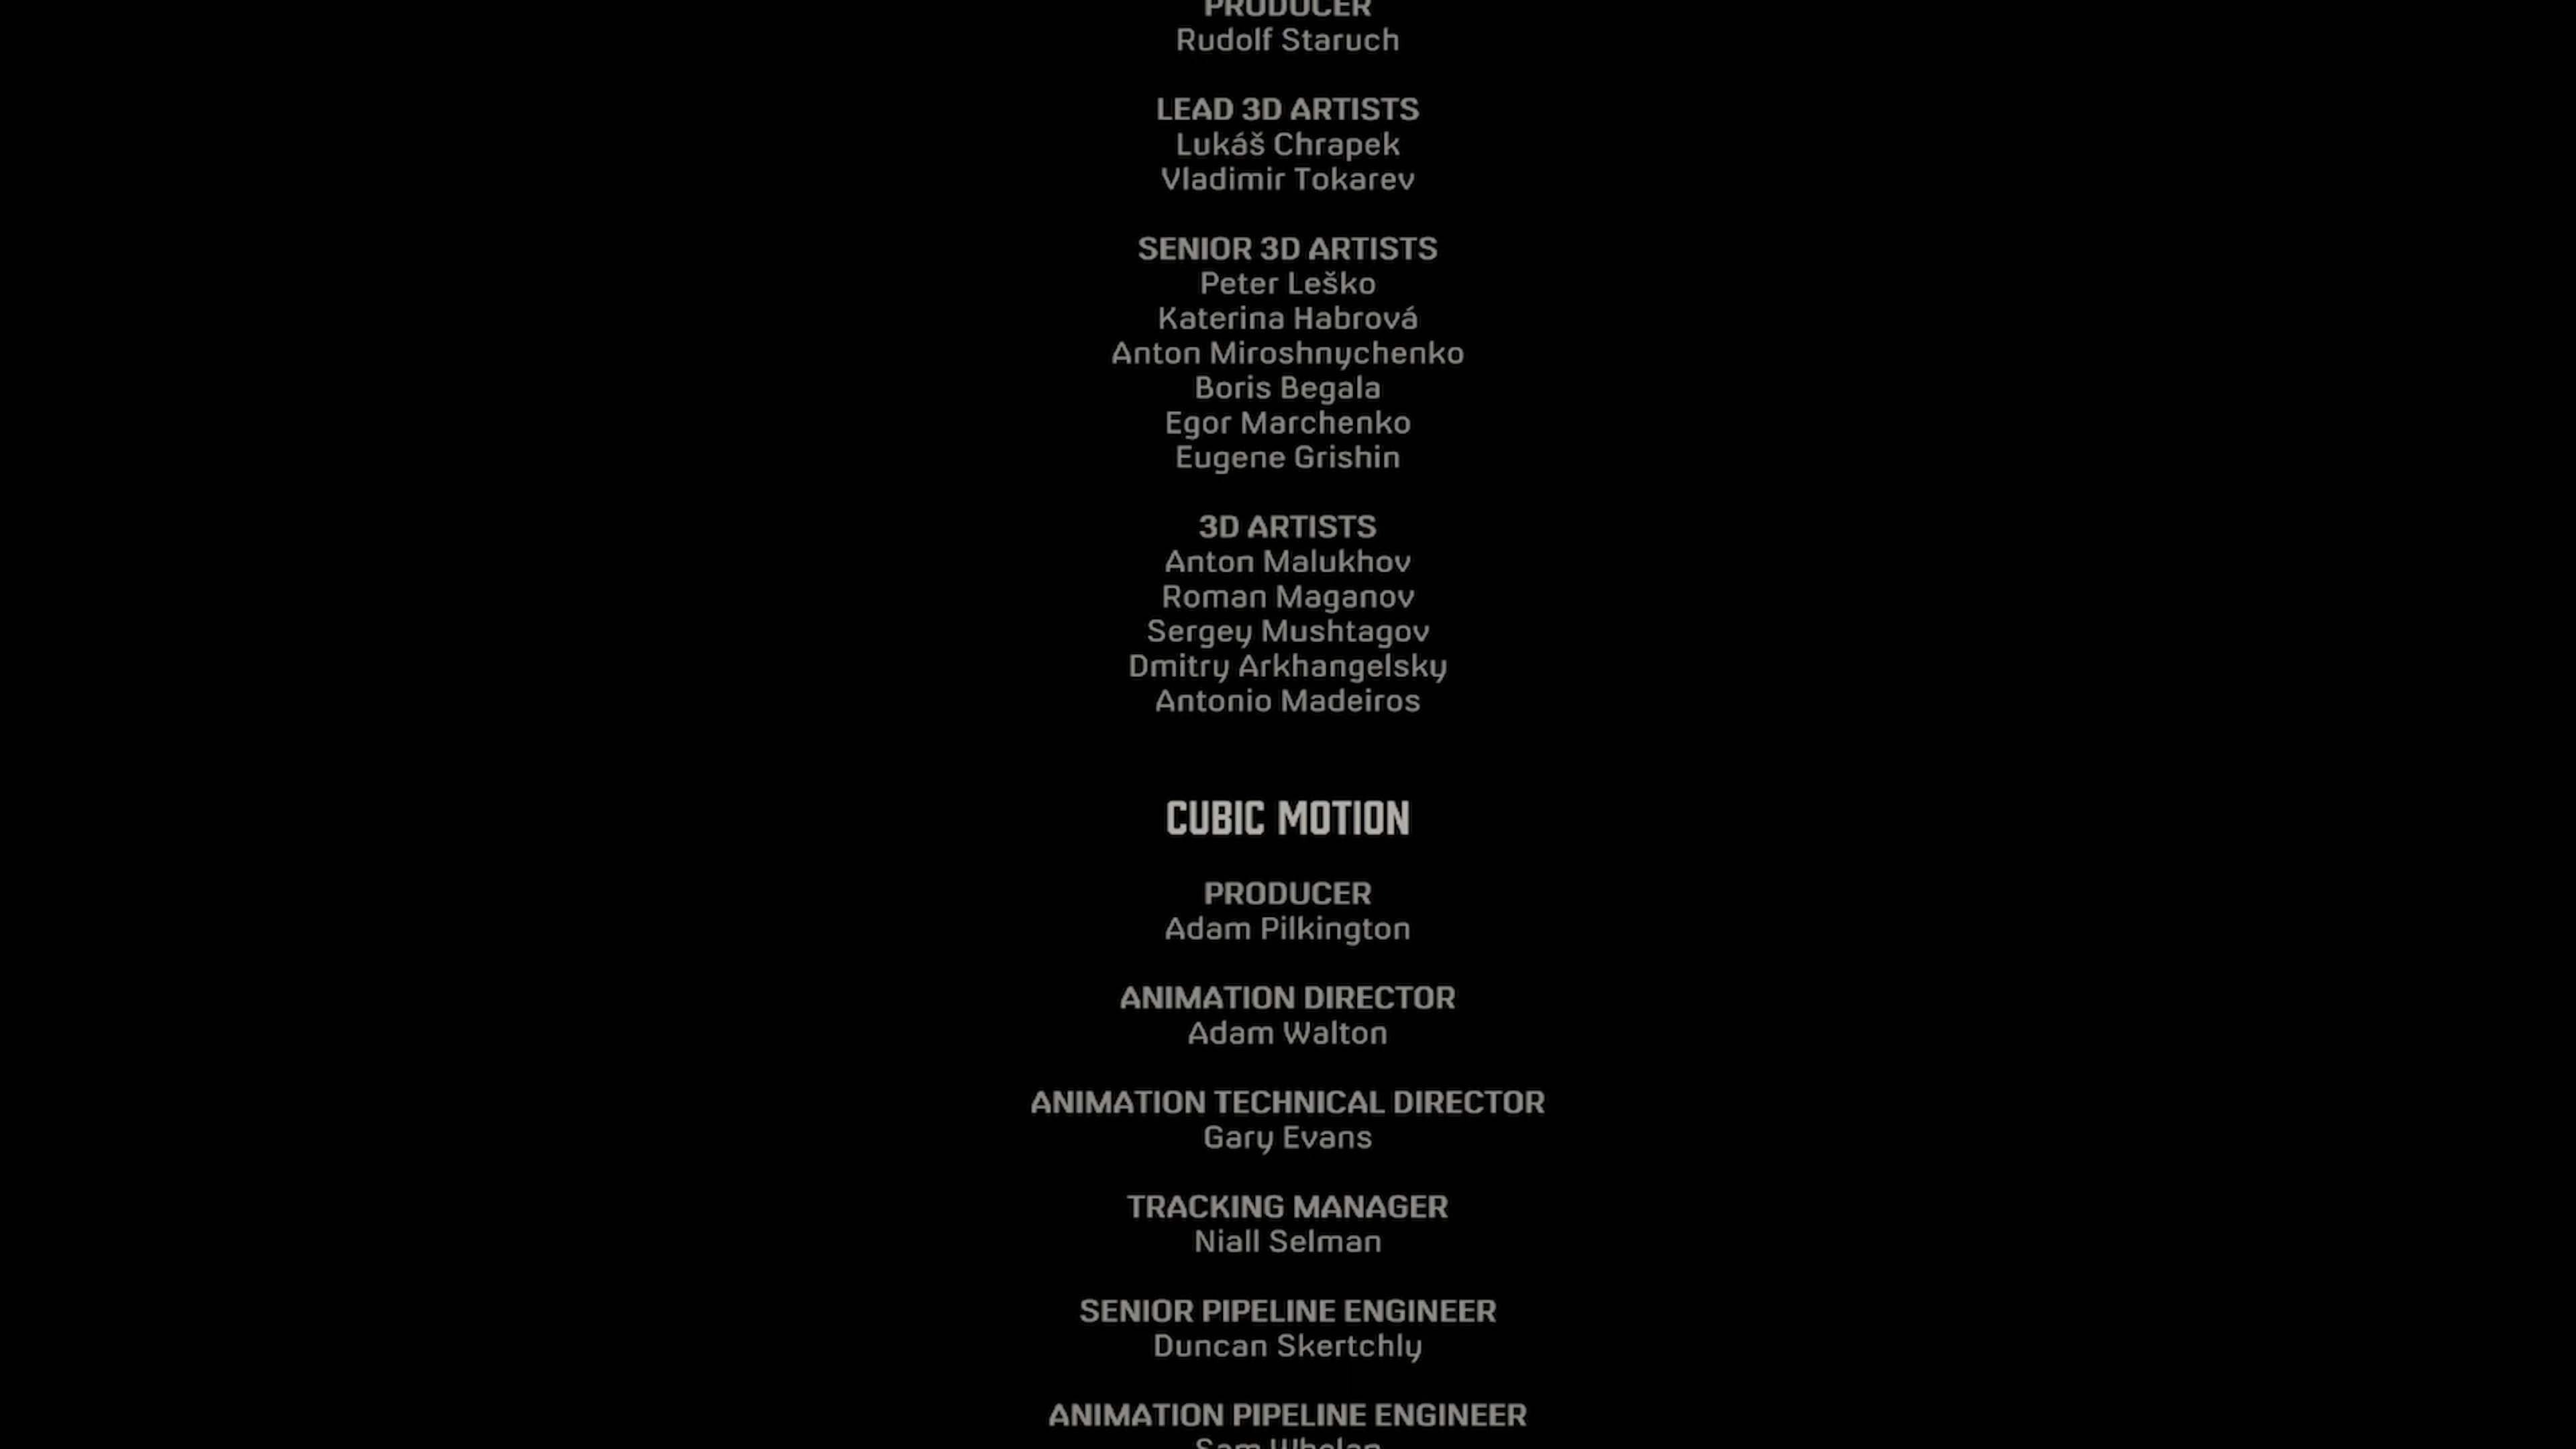 PRODUCER
Rudolf Staruch
LEAD 3D ARTISTS
Lukáš Chrapek
Vladimir Tokarev
SENIOR 3D ARTISTS
Peter Leško
Katerina Habrová
Anton Miroshnychenko
Boris Begala
Egor Marchenko
Eugene Grishin
3D ARTISTS
Anton Malukhov
Roman Maganov
Sergey Mushtagov
Dmitry Arkhangelsky
Antonio Madeiros
CUBIC MOTION
PRODUCER
Adam Pilkington
ANIMATION DIRECTOR
Adam Walton
ANIMATION TECHNICAL DIRECTOR
Gary Evans
TRACKING MANAGER
Niall Selman
SENIOR PIPELINE ENGINEER
Duncan Skertchly
ANIMATION PIPELINE ENGINEER
Sam Whelan